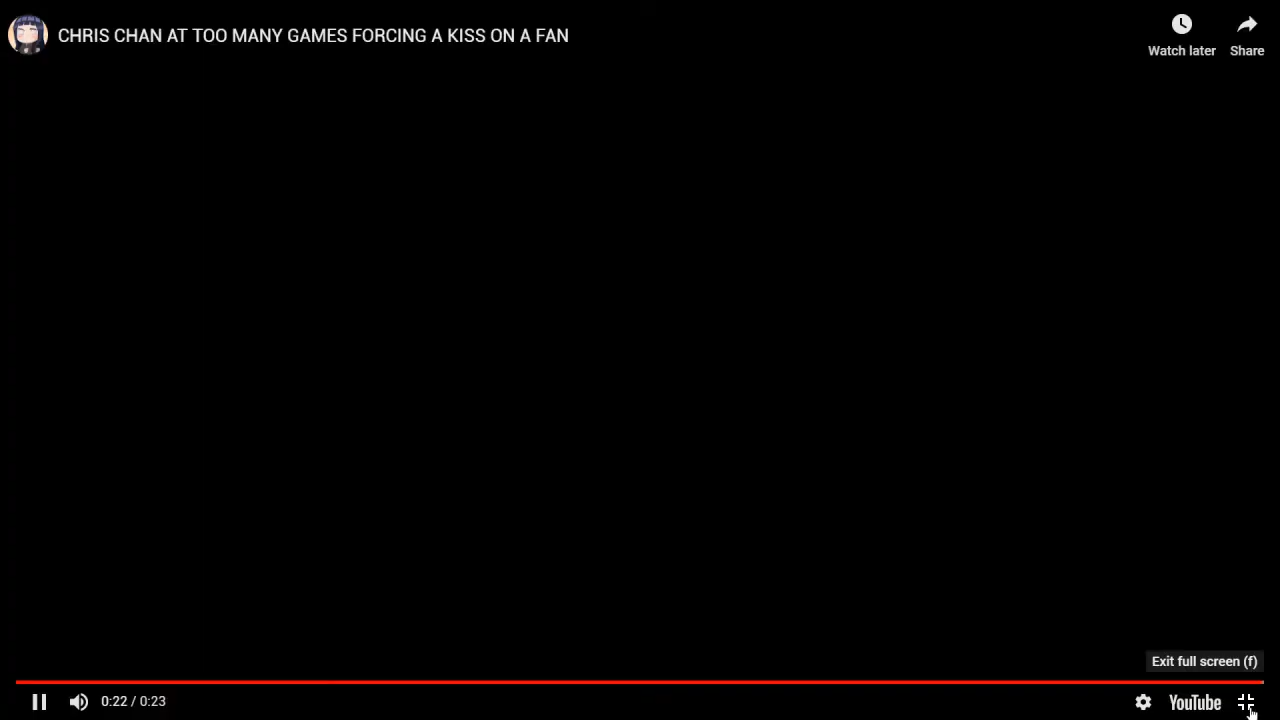 CHRIS CHAN AT TOO MANY GAMES FORCING A KISS ON A FAN
Watch later
Share
Exit full screen (f)
0:22 / 0:23
YouTube